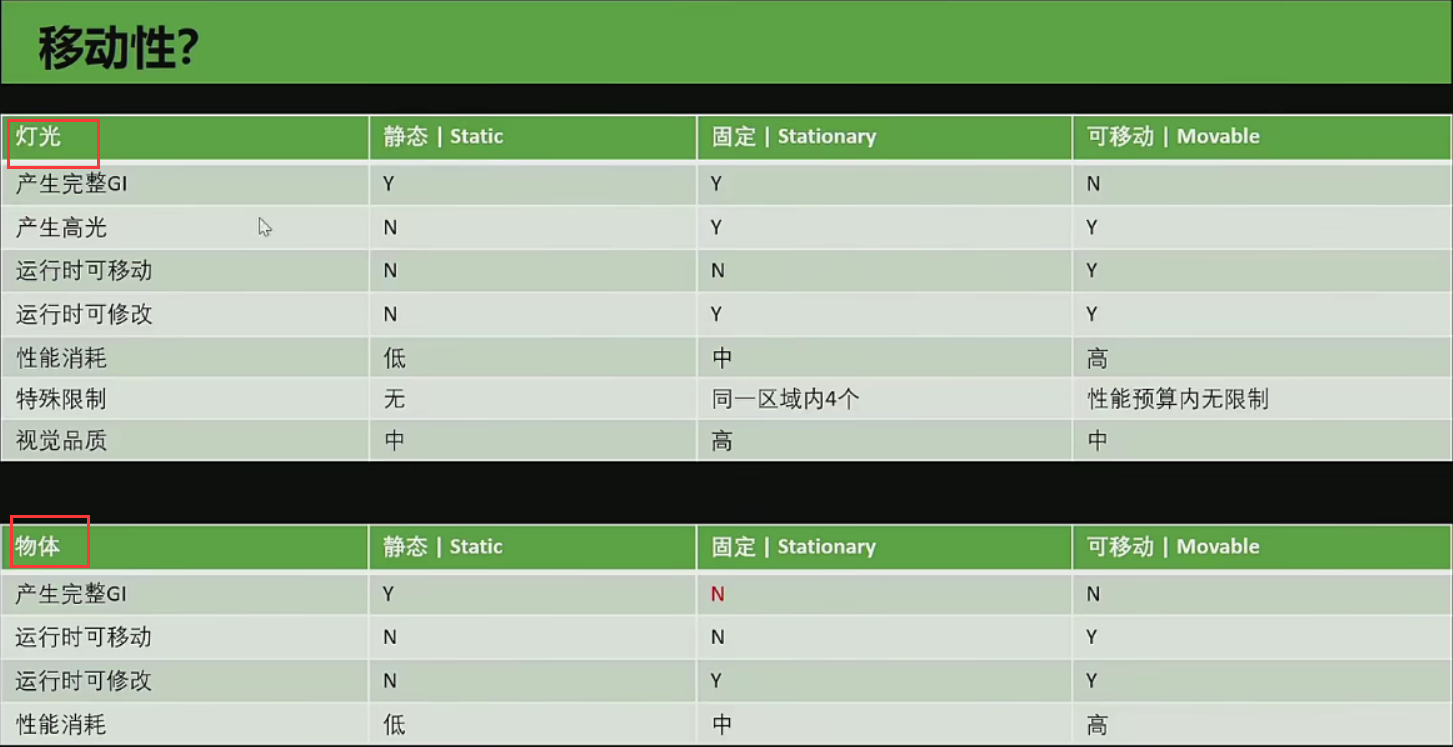 移动性?
灯光 静态 | Static 固定 | Stationary 可移动 | Movable
产生完整GI Y Y N
产生高光 N Y Y
运行时可移动 N N Y
运行时可修改 N Y Y
性能消耗 低 中 高
特殊限制 无 同一区域内4个 性能预算内无限制
视觉品质 中 高 中
物体 静态 | Static 固定 | Stationary 可移动 | Movable
产生完整GI Y N N
运行时可移动 N N Y
运行时可修改 N Y Y
性能消耗 低 中 高